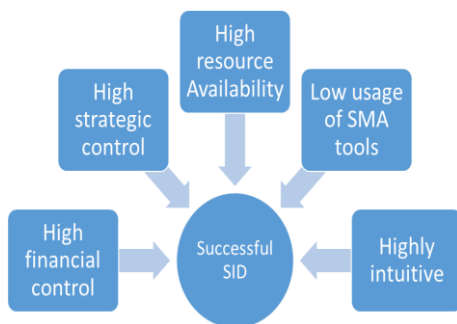 High
resource
Availability
High
strategic
control
Low usage
of SMA
tools
High
financial
control
Successful
SID
Highly
intuitive